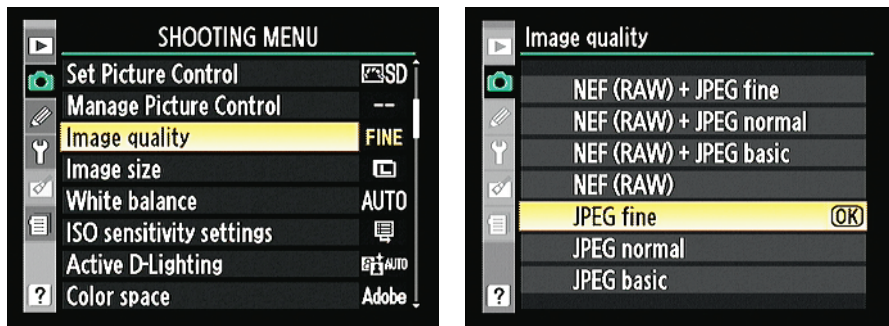 SHOOTING MENU
Set Picture Control SD
Manage Picture Control --
Image quality FINE
Image size L
White balance AUTO
ISO sensitivity settings
Active D-Lighting AUTO
? Color space Adobe
Image quality
NEF (RAW) + JPEG fine
NEF (RAW) + JPEG normal
NEF (RAW) + JPEG basic
NEF (RAW)
JPEG fine OK
JPEG normal
JPEG basic
?